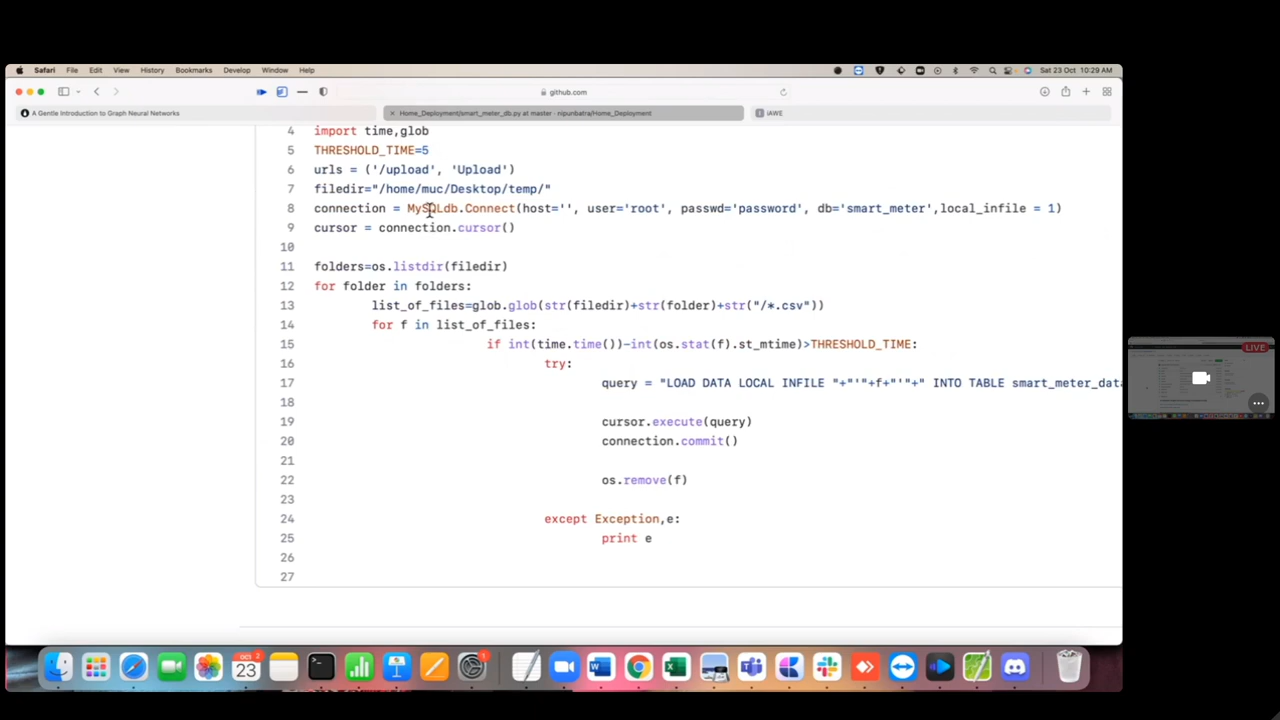 Safari File Edit View History Bookmarks Develop Window Help Sat 23 Oct 10:29 AM
github.com
A Gentle Introduction to Graph Neural Networks
Home_Deployment/smart_meter_db.py at master · nipunbatra/Home_Deployment
iAWE
4 import time,glob
5 THRESHOLD_TIME=5
6 urls = ('/upload', 'Upload')
7 filedir="/home/muc/Desktop/temp/"
8 connection = MySQLdb.Connect(host='', user='root', passwd='password', db='smart_meter',local_infile = 1)
9 cursor = connection.cursor()
10
11 folders=os.listdir(filedir)
12 for folder in folders:
13 list_of_files=glob.glob(str(filedir)+str(folder)+str("/*.csv"))
14 for f in list_of_files:
15 if int(time.time())-int(os.stat(f).st_mtime)>THRESHOLD_TIME:
16 try:
17 query = "LOAD DATA LOCAL INFILE "+"'"+f+"'"+" INTO TABLE smart_meter_data
18
19 cursor.execute(query)
20 connection.commit()
21
22 os.remove(f)
23
24 except Exception,e:
25 print e
26
27
LIVE
OCT 2
23
1